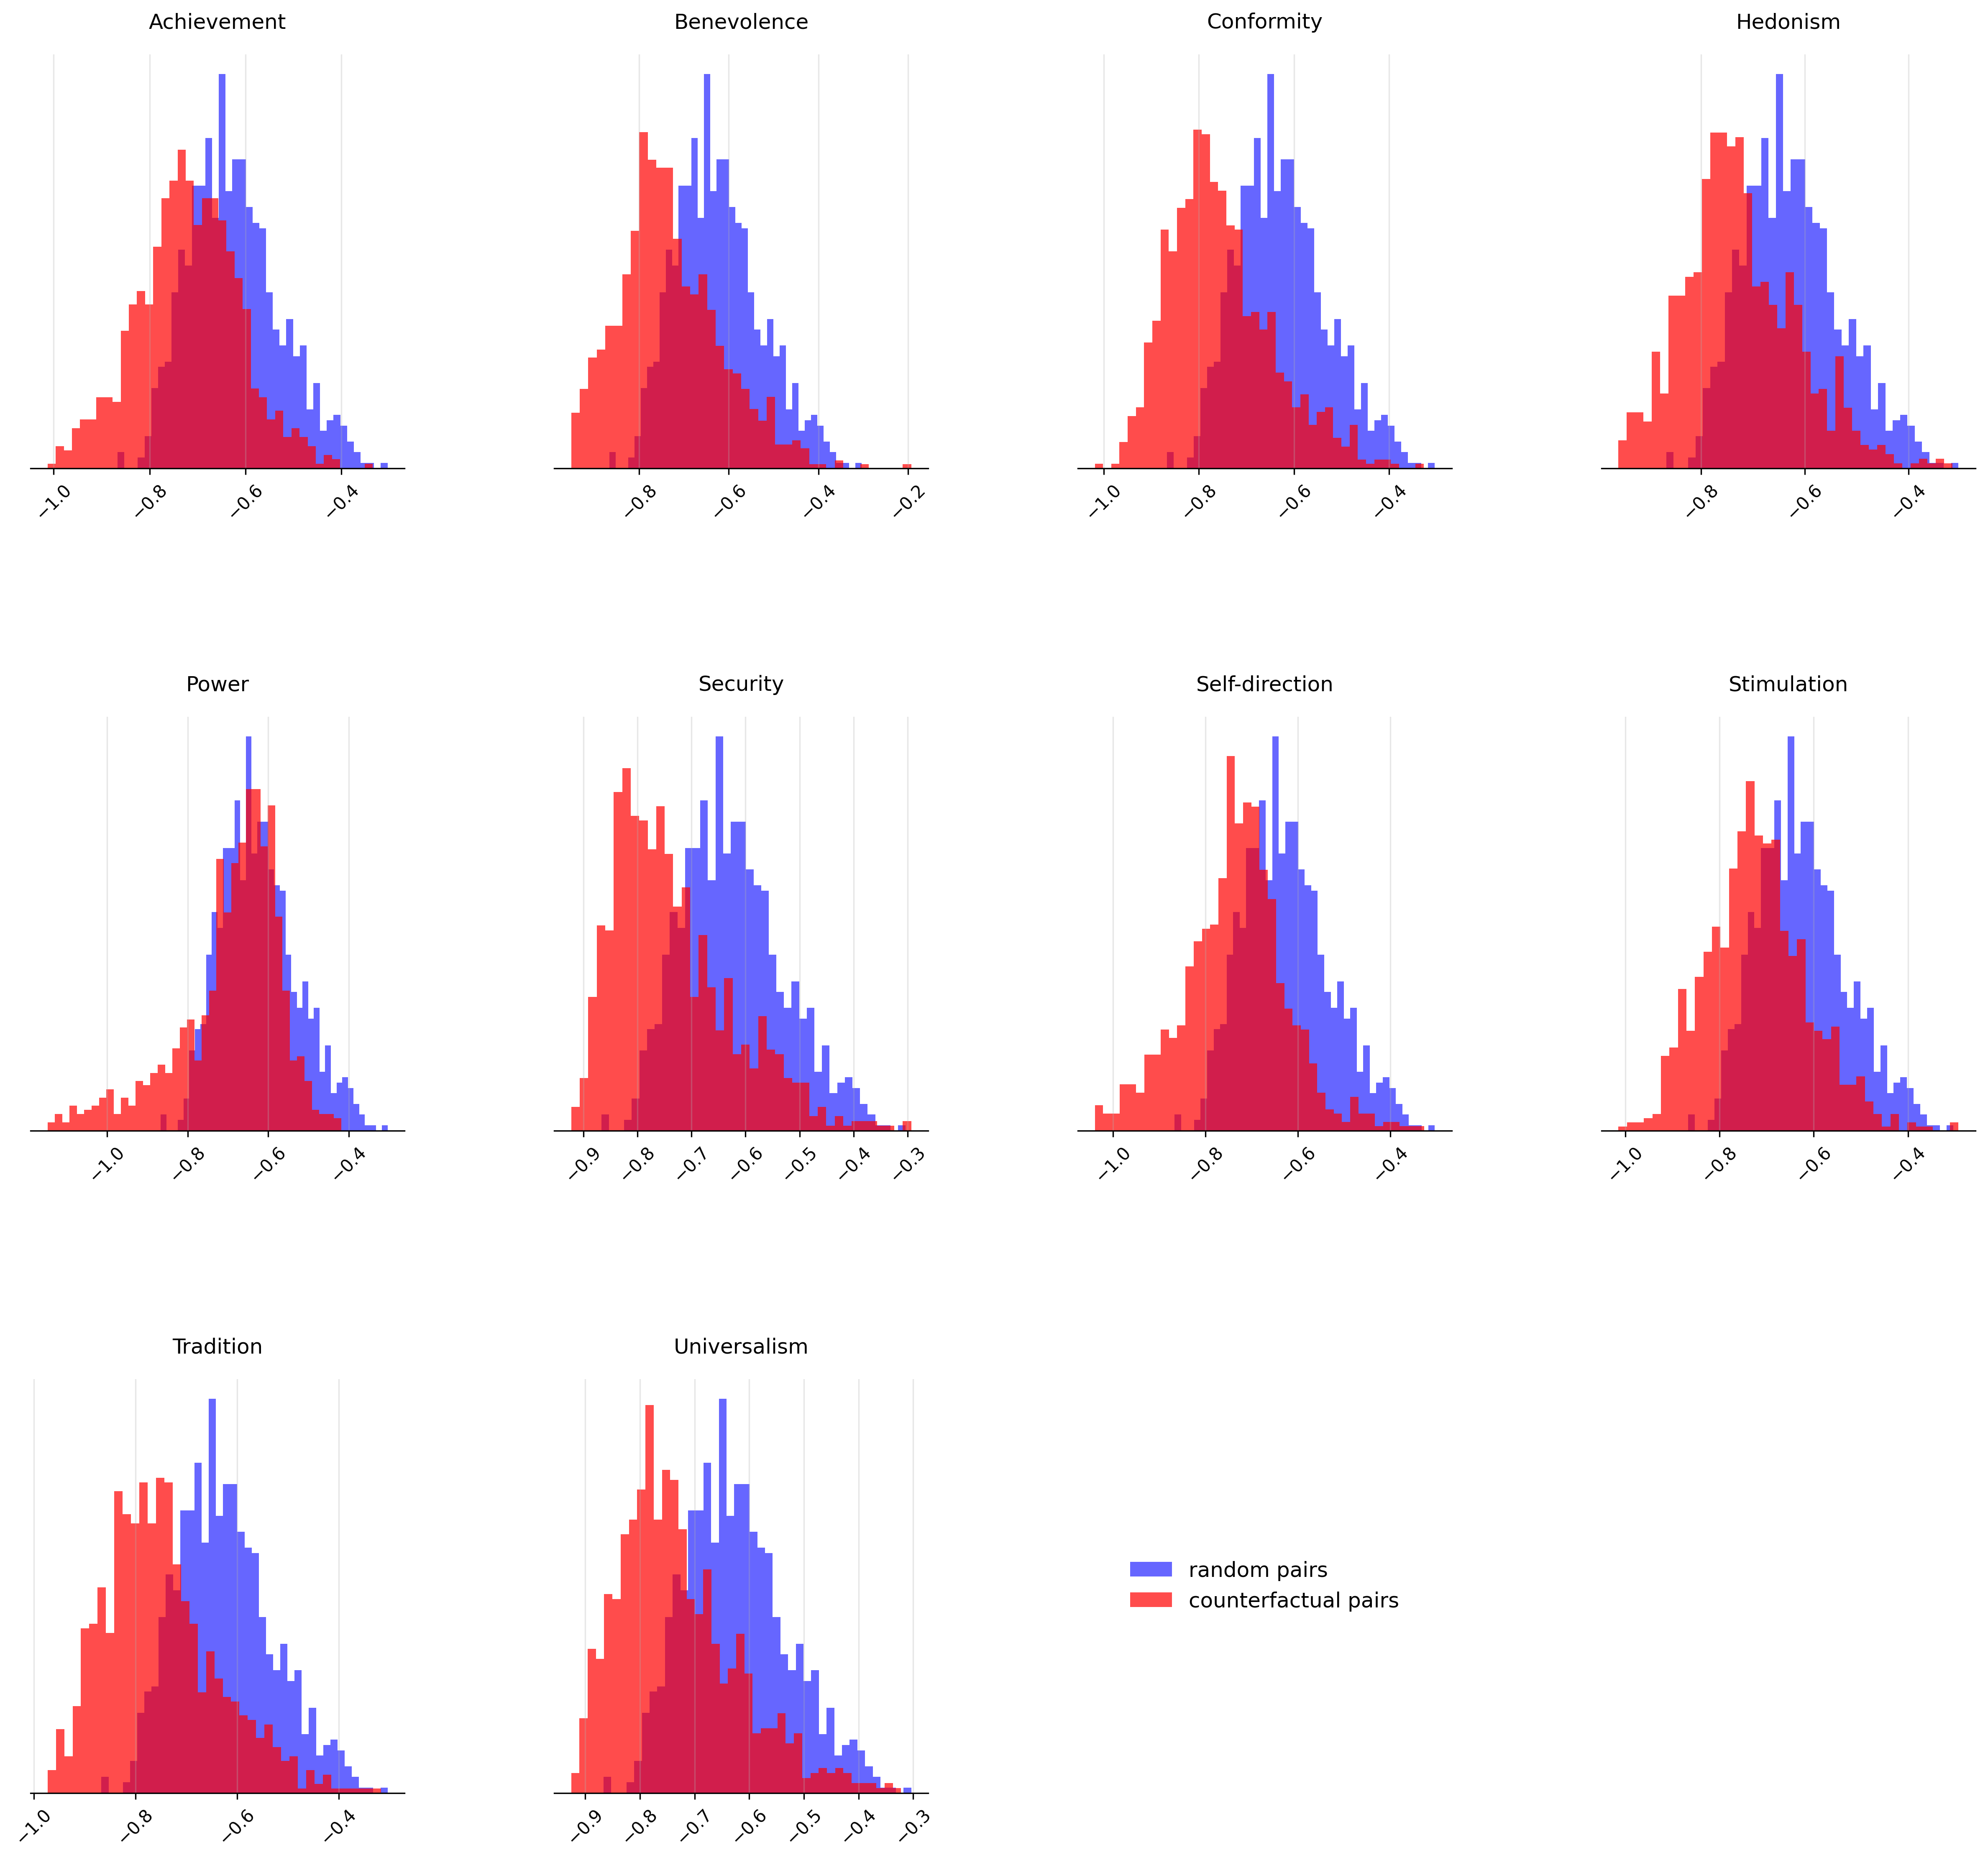 Achievement
Benevolence
Conformity
Hedonism
−1.0 −0.8 −0.6 −0.4
−0.8 −0.6 −0.4 −0.2
−1.0 −0.8 −0.6 −0.4
−0.8 −0.6 −0.4
Power
Security
Self-direction
Stimulation
−1.0 −0.8 −0.6 −0.4
−0.9 −0.8 −0.7 −0.6 −0.5 −0.4 −0.3
−1.0 −0.8 −0.6 −0.4
−1.0 −0.8 −0.6 −0.4
Tradition
Universalism
random pairs
counterfactual pairs
−1.0 −0.8 −0.6 −0.4
−0.9 −0.8 −0.7 −0.6 −0.5 −0.4 −0.3